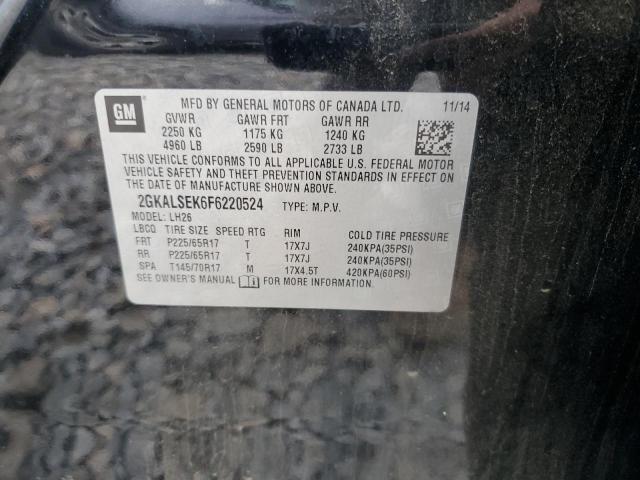 GM
MFD BY GENERAL MOTORS OF CANADA LTD. 11/14
GVWR GAWR FRT GAWR RR
2250 KG 1175 KG 1240 KG
4960 LB 2590 LB 2733 LB
THIS VEHICLE CONFORMS TO ALL APPLICABLE U.S. FEDERAL MOTOR
VEHICLE SAFETY AND THEFT PREVENTION STANDARDS IN EFFECT ON
THE DATE OF MANUFACTURE SHOWN ABOVE.
2GKALSEK6F6220524 TYPE: M.P.V.
MODEL: LH26
LBCQ TIRE SIZE SPEED RTG RIM COLD TIRE PRESSURE
FRT P225/65R17 T 17X7J 240KPA(35PSI)
RR P225/65R17 T 17X7J 240KPA(35PSI)
SPA T145/70R17 M 17X4.5T 420KPA(60PSI)
SEE OWNER'S MANUAL FOR MORE INFORMATION.